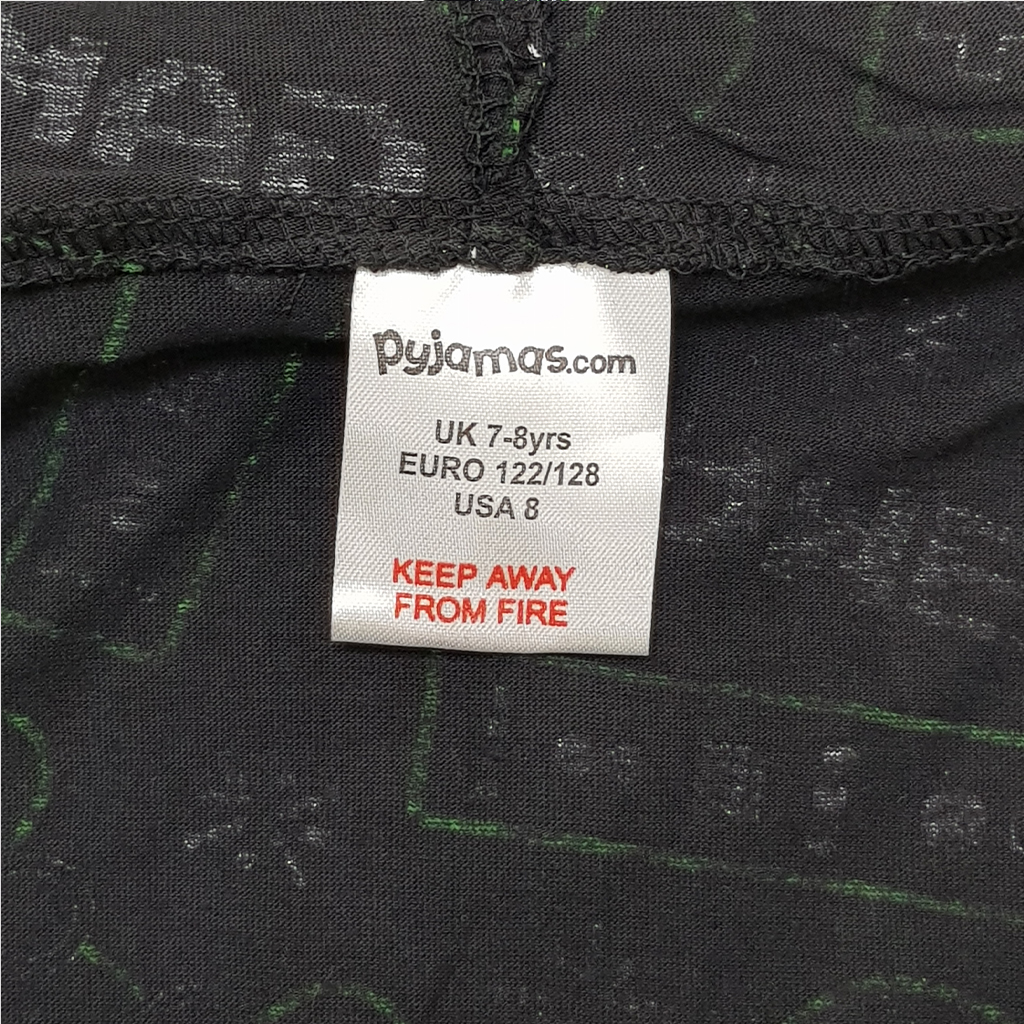 pyjamas.com
UK 7-8yrs
EURO 122/128
USA 8
KEEP AWAY
FROM FIRE